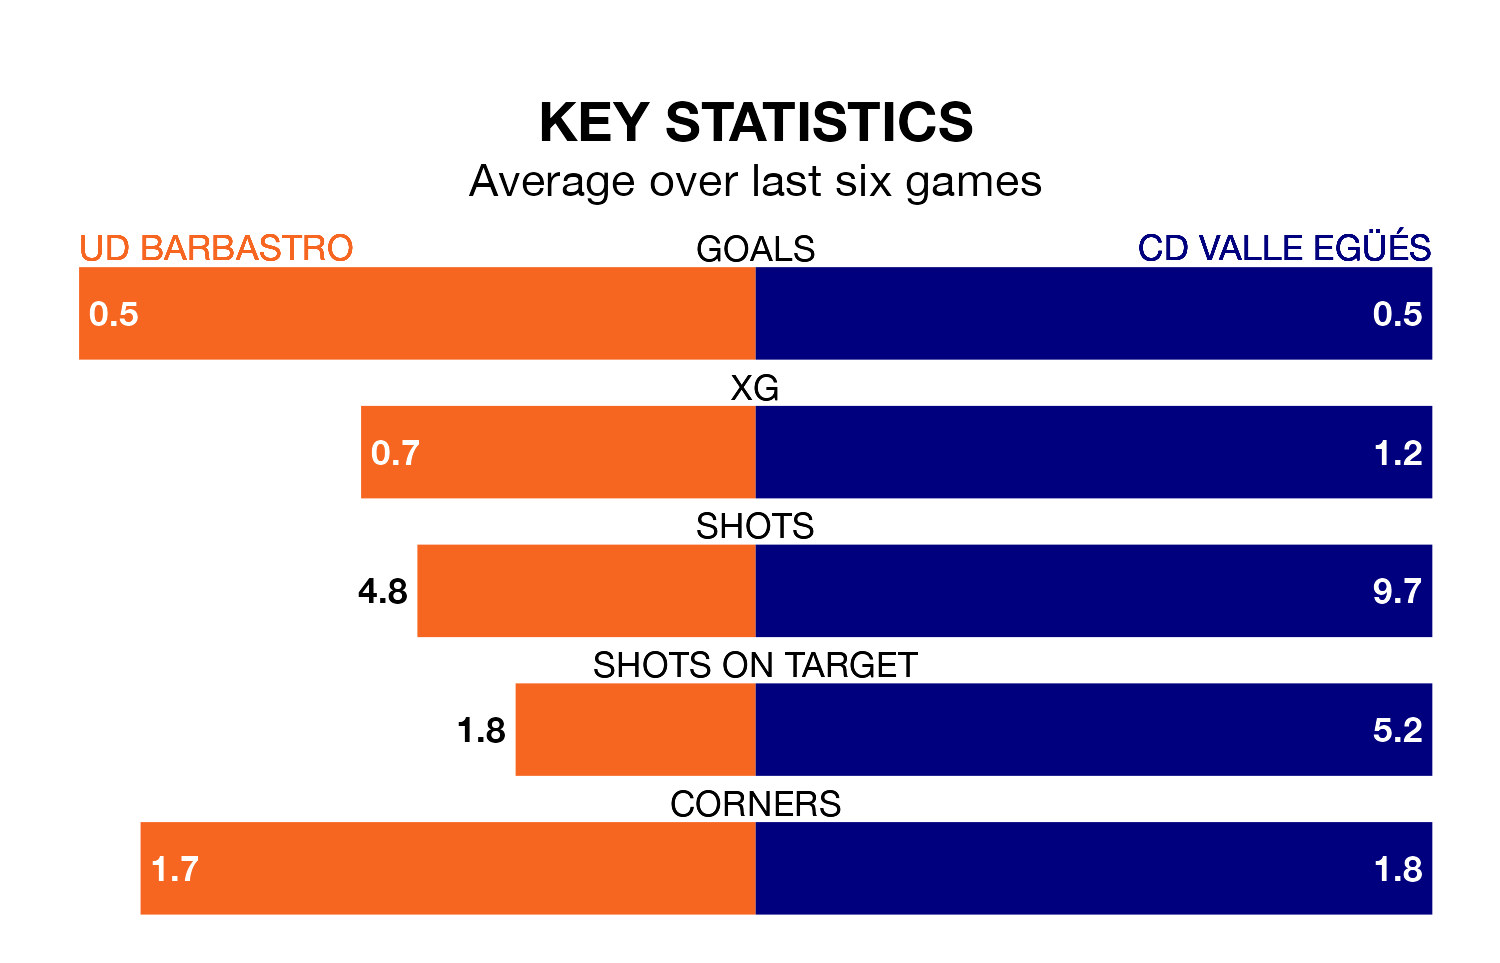 KEY STATISTICS
Average over last six games
UD BARBASTRO GOALS CD VALLE EGÜÉS
0.5 0.5
XG
0.7 1.2
SHOTS
4.8 9.7
SHOTS ON TARGET
1.8 5.2
CORNERS
1.7 1.8